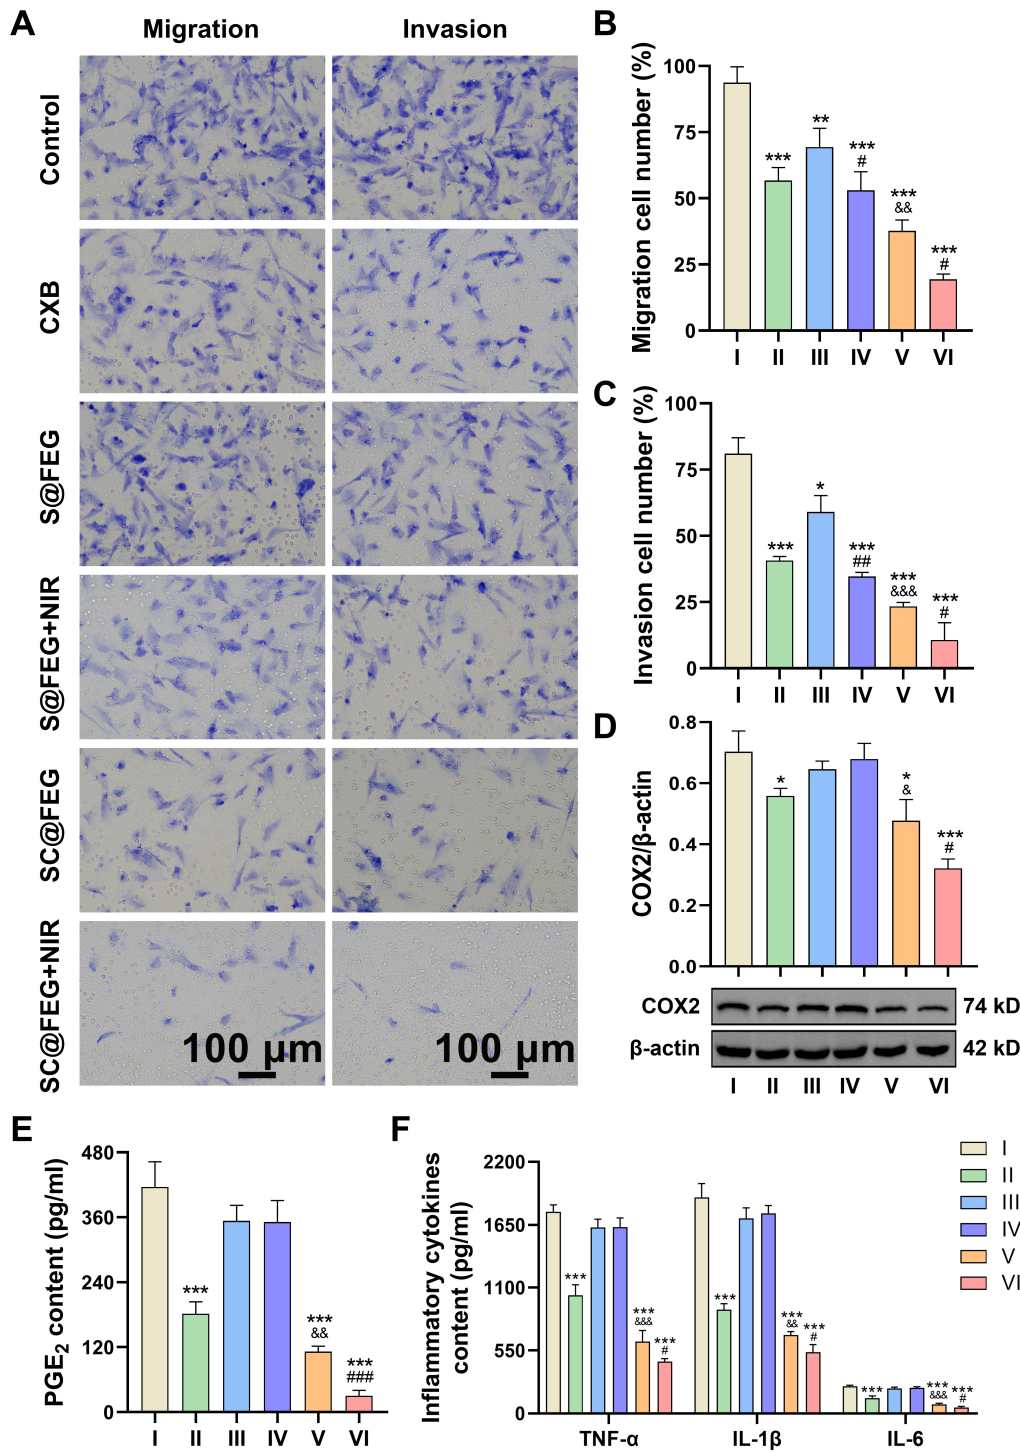 A
Migration
Invasion
Control
CXB
S@FEG
S@FEG+NIR
SC@FEG
SC@FEG+NIR
100 µm
100 µm
B
Migration cell number (%)
100
75
50
25
0
***
**
***
#
***
&&
***
#
I II III IV V VI
C
Invasion cell number (%)
100
75
50
25
0
***
*
***
##
***
&&&
***
#
I II III IV V VI
D
COX2/β-actin
0.8
0.6
0.4
0.2
0.0
*
*
&
***
#
COX2 74 kD
β-actin 42 kD
I II III IV V VI
E
PGE2 content (pg/ml)
480
360
240
120
0
***
***
&&
***
###
I II III IV V VI
F
Inflammatory cytokines
content (pg/ml)
2200
1650
1100
550
0
***
***
&&&
***
#
***
***
&&
***
#
***
***
&&&
***
#
TNF-α IL-1β IL-6
I
II
III
IV
V
VI